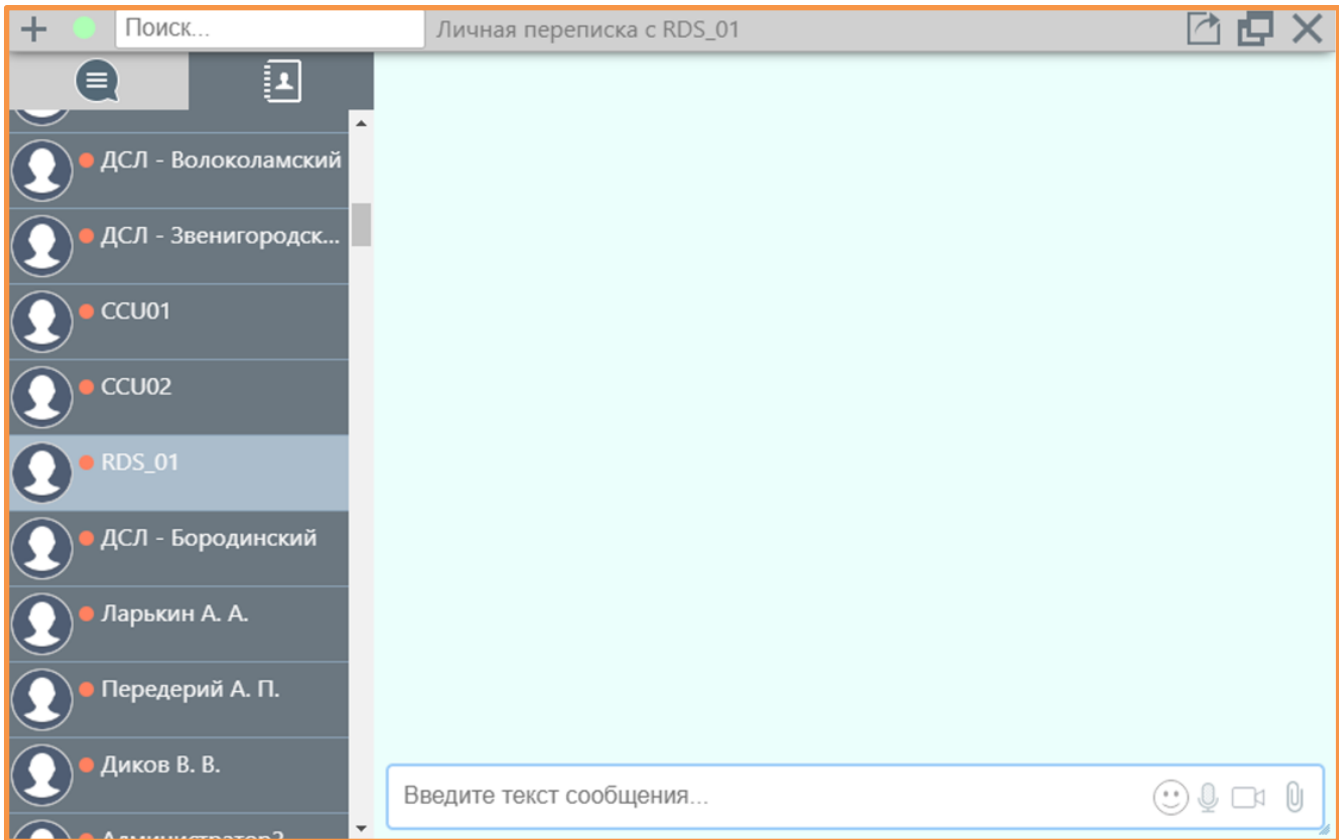 Поиск...
Личная переписка с RDS_01
ДСЛ - Волоколамский
ДСЛ - Звенигородск...
CCU01
CCU02
RDS_01
ДСЛ - Бородинский
Ларькин А. А.
Передерий А. П.
Диков В. В.
Администратор2
Введите текст сообщения...